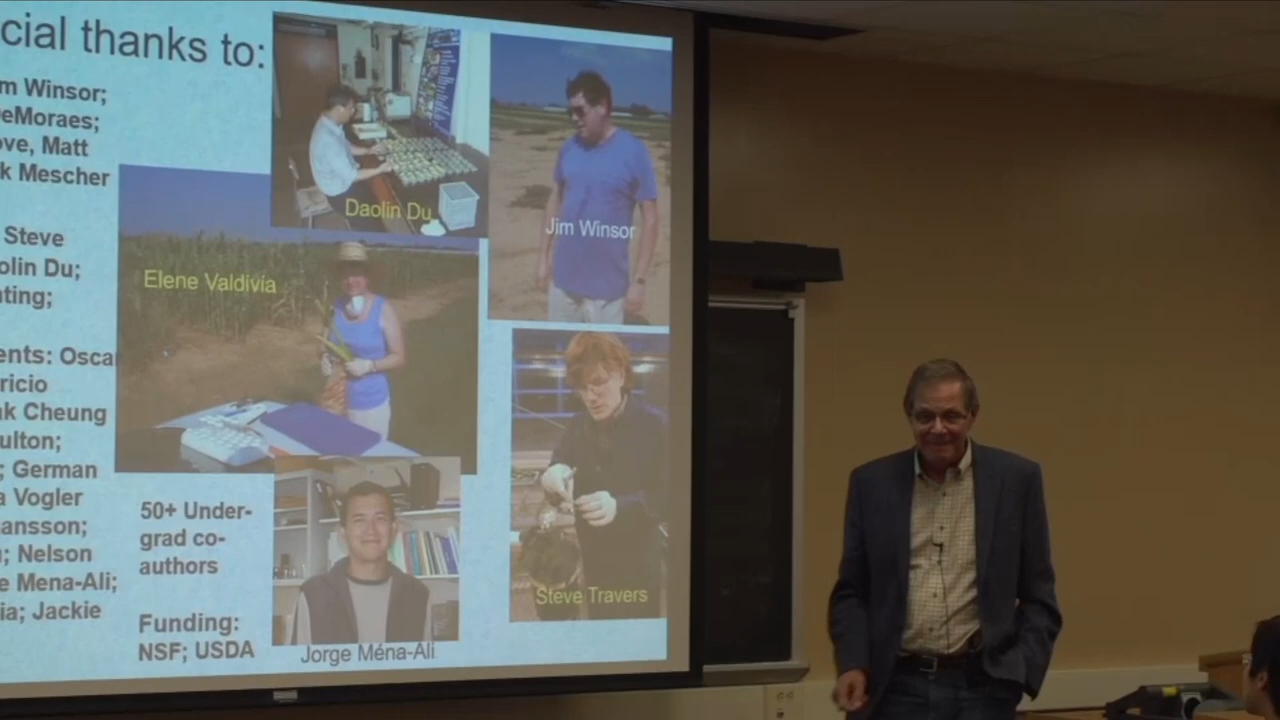 cial thanks to:
m Winsor;
DeMoraes;
ove, Matt
k Mescher
Steve
olin Du;
nting;
ents: Oscar
ricio
nk Cheung
ulton;
; German
a Vogler
ansson;
; Nelson
e Mena-Ali;
ia; Jackie
50+ Under-
grad co-
authors
Funding:
NSF; USDA
Daolin Du
Jim Winsor
Elene Valdivia
Steve Travers
Jorge Ména-Ali